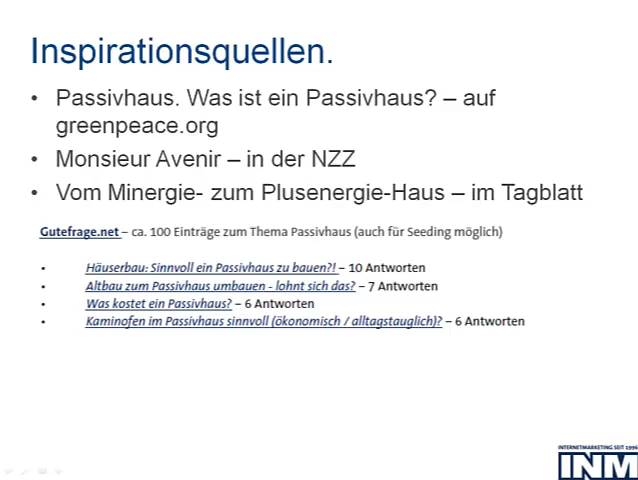 Inspirationsquellen.
• Passivhaus. Was ist ein Passivhaus? – auf
greenpeace.org
• Monsieur Avenir – in der NZZ
• Vom Minergie- zum Plusenergie-Haus – im Tagblatt
Gutefrage.net – ca. 100 Einträge zum Thema Passivhaus (auch für Seeding möglich)
• Häuserbau: Sinnvoll ein Passivhaus zu bauen?! – 10 Antworten
• Altbau zum Passivhaus umbauen - lohnt sich das? – 7 Antworten
• Was kostet ein Passivhaus? – 6 Antworten
• Kaminofen im Passivhaus sinnvoll (ökonomisch / alltagstauglich)? – 6 Antworten
INTERNETMARKETING SEIT 1996
INM